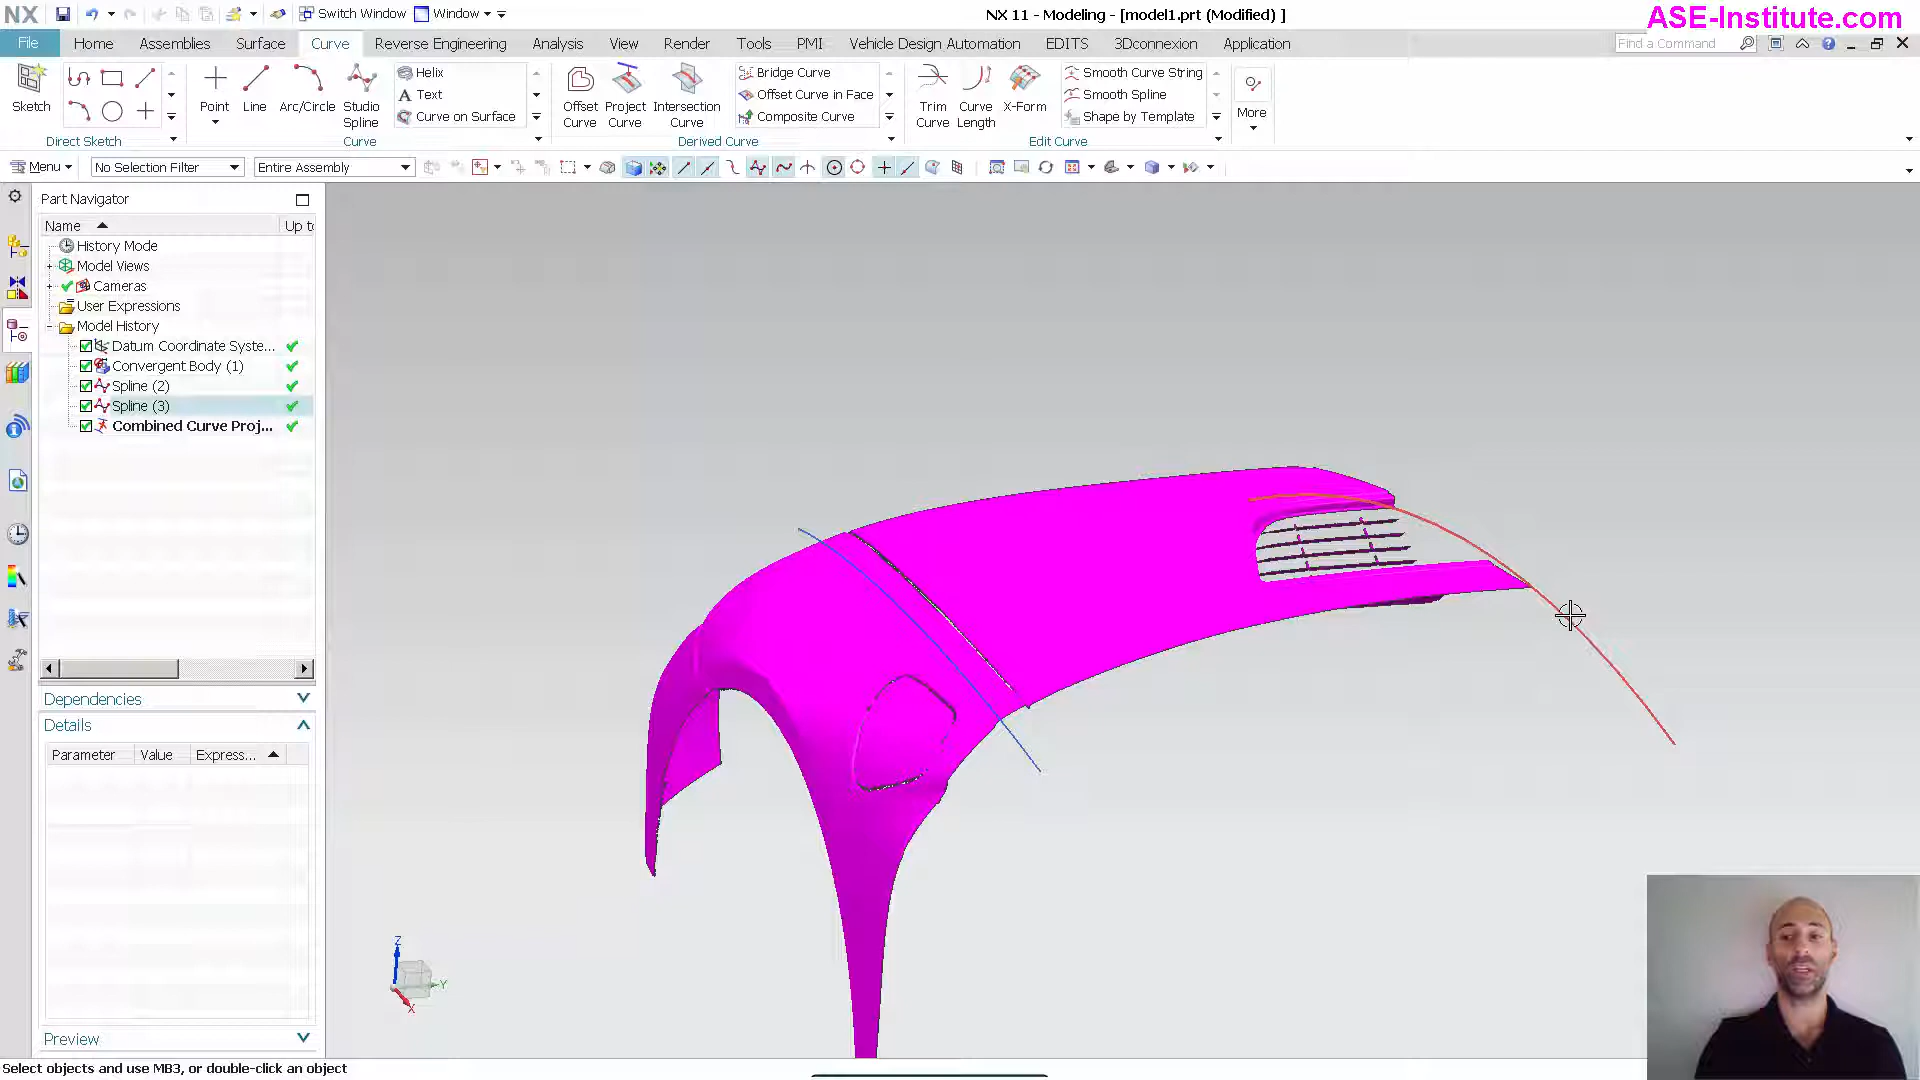 NX
Switch Window
Window
NX 11 - Modeling - [model1.prt (Modified) ]
ASE-Institute.com
File
Home
Assemblies
Surface
Curve
Reverse Engineering
Analysis
View
Render
Tools
PMI
Vehicle Design Automation
EDITS
3Dconnexion
Application
Find a Command
Sketch
Point
Line
Arc/Circle
Studio
Spline
Helix
Text
Curve on Surface
Offset
Curve
Project
Curve
Intersection
Curve
Bridge Curve
Offset Curve in Face
Composite Curve
Trim
Curve
Curve
Length
X-Form
Smooth Curve String
Smooth Spline
Shape by Template
More
Direct Sketch
Curve
Derived Curve
Edit Curve
Menu
No Selection Filter
Entire Assembly
Part Navigator
Name
Up to
History Mode
Model Views
Cameras
User Expressions
Model History
Datum Coordinate Syste...
Convergent Body (1)
Spline (2)
Spline (3)
Combined Curve Proj...
Dependencies
Details
Parameter
Value
Express...
Preview
Z
Y
X
Select objects and use MB3, or double-click an object